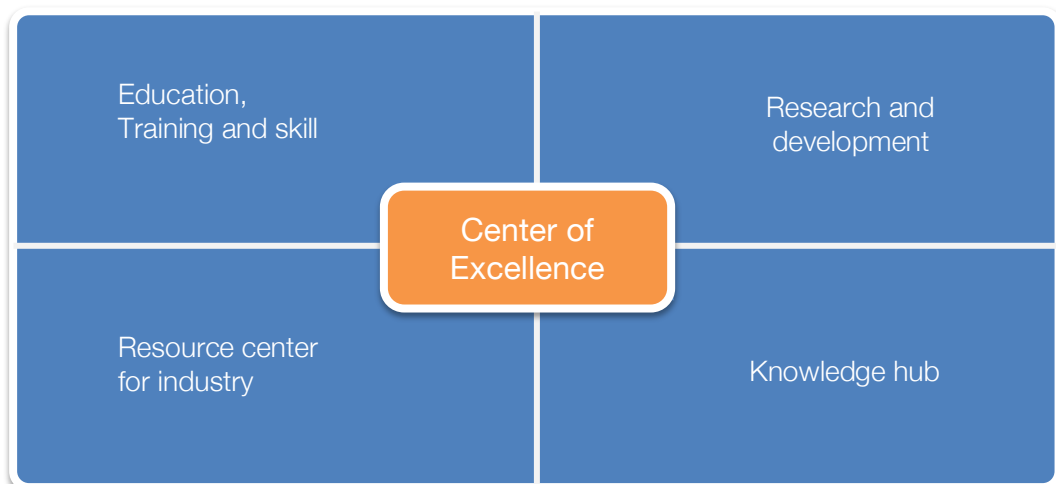 Education,
Training and skill
Research and
development
Center of
Excellence
Resource center
for industry
Knowledge hub